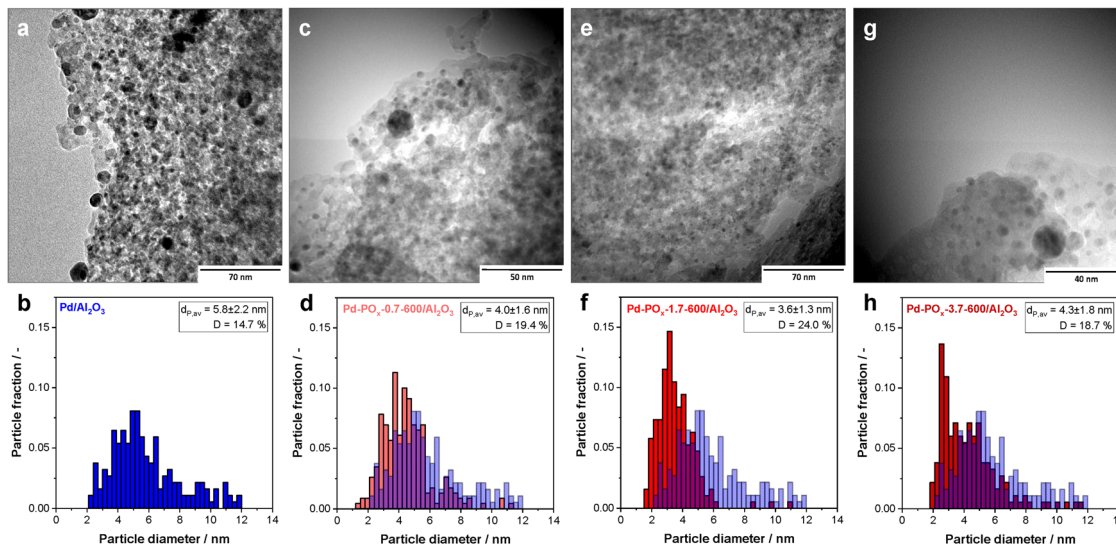 a
70 nm
c
50 nm
e
70 nm
g
40 nm
b
Pd/Al₂O₃
dP,av = 5.8±2.2 nm
D = 14.7 %
Particle fraction / -
0.15
0.10
0.05
0.00
0 2 4 6 8 10 12 14
Particle diameter / nm
d
Pd-POₓ-0.7-600/Al₂O₃
dP,av = 4.0±1.6 nm
D = 19.4 %
Particle fraction / -
0.15
0.10
0.05
0.00
0 2 4 6 8 10 12 14
Particle diameter / nm
f
Pd-POₓ-1.7-600/Al₂O₃
dP,av = 3.6±1.3 nm
D = 24.0 %
Particle fraction / -
0.15
0.10
0.05
0.00
0 2 4 6 8 10 12 14
Particle diameter / nm
h
Pd-POₓ-3.7-600/Al₂O₃
dP,av = 4.3±1.8 nm
D = 18.7 %
Particle fraction / -
0.15
0.10
0.05
0.00
0 2 4 6 8 10 12 14
Particle diameter / nm